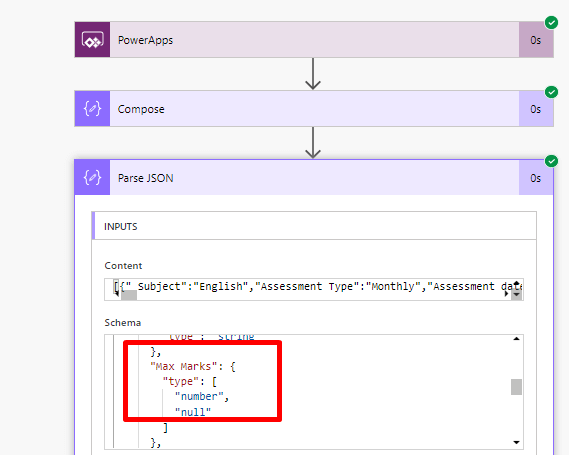 PowerApps
0s
Compose
0s
Parse JSON
0s
INPUTS
Content
[{" Subject":"English","Assessment Type":"Monthly","Assessment date
Schema
"type": "string"
},
"Max Marks": {
"type": [
"number",
"null"
]
},